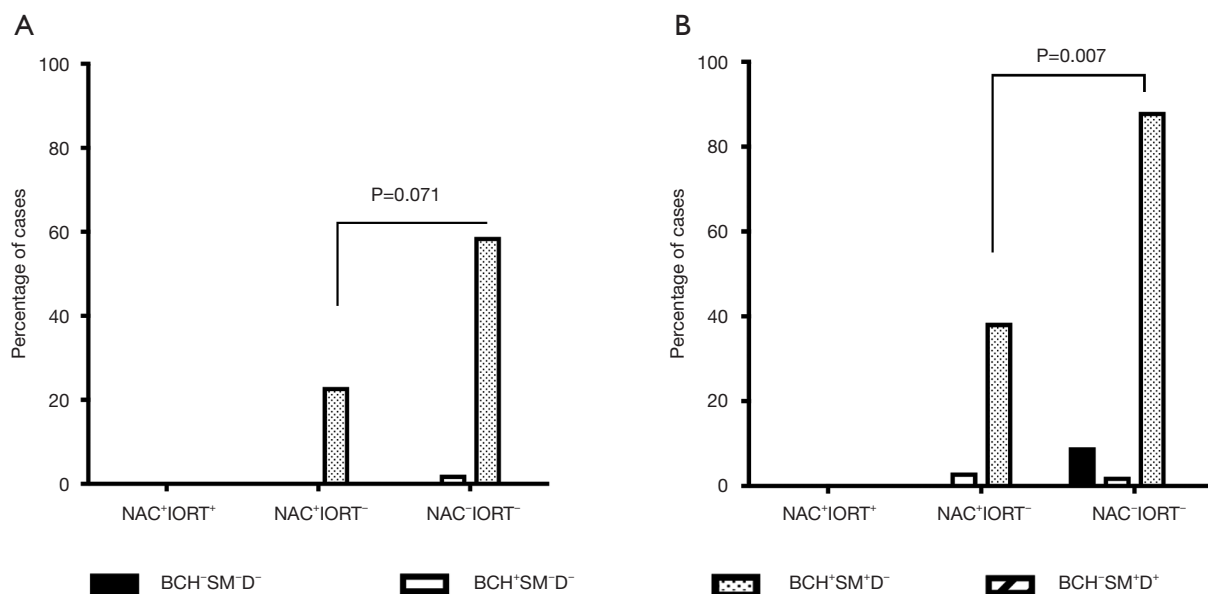 A
100
80
60
40
20
0
Percentage of cases
P=0.071
NAC⁺IORT⁺ NAC⁺IORT⁻ NAC⁻IORT⁻
B
100
80
60
40
20
0
Percentage of cases
P=0.007
NAC⁺IORT⁺ NAC⁺IORT⁻ NAC⁻IORT⁻
BCH⁻SM⁻D⁻ BCH⁺SM⁻D⁻ BCH⁺SM⁺D⁻ BCH⁻SM⁺D⁺